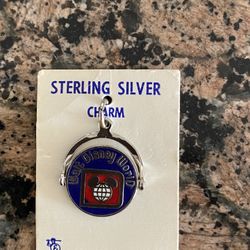 STERLING SILVER
CHARM
Walt Disney World